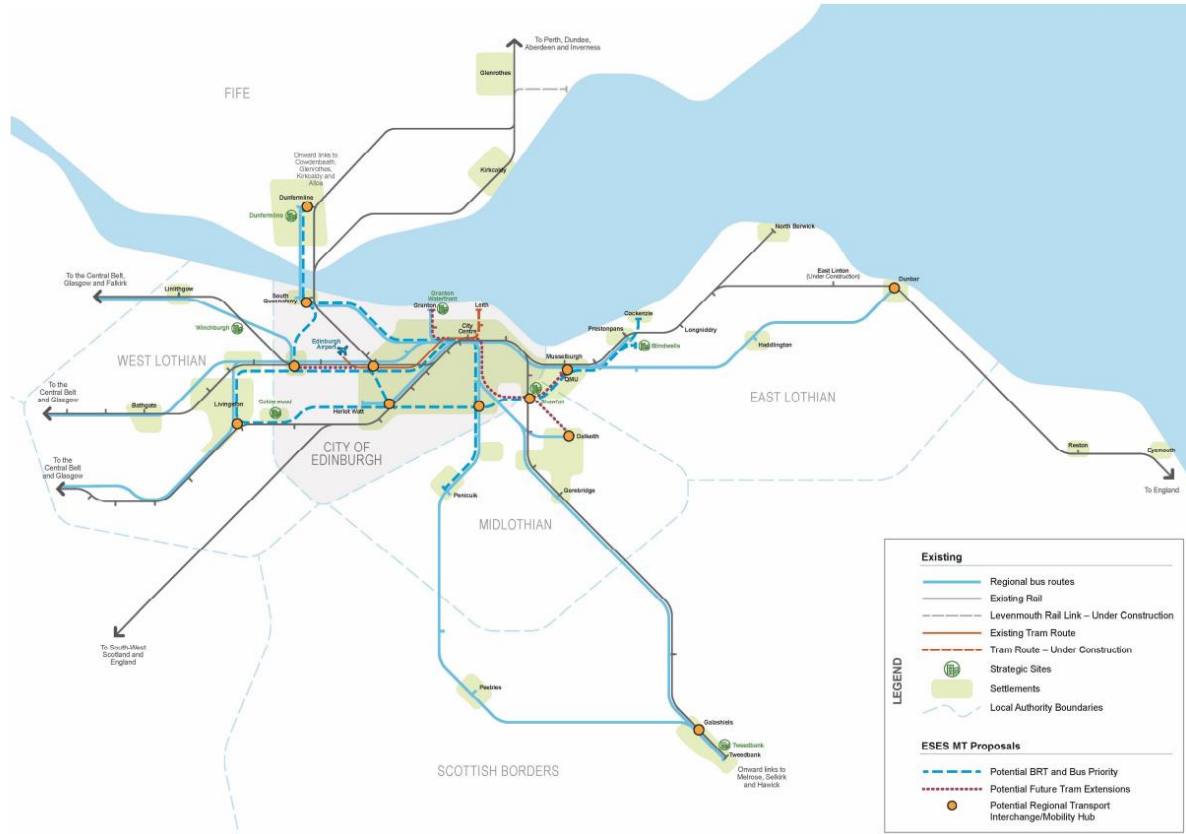 To Perth, Dundee,
Aberdeen and Inverness
Glenrothes
FIFE
Onward links to
Cowdenbeath,
Glenrothes,
Kirkcaldy and
Alloa
Kirkcaldy
Dunfermline
Dunfermline
North Berwick
To the Central Belt,
Glasgow and Falkirk
Linlithgow
South
East Linton
(Under Construction)
Dunbar
Granton
Waterfront
Granton
Leith
Cockenzie
Winchburgh
City
Centre
Prestonpans
Longniddry
Edinburgh
Airport
Blindwells
Haddington
WEST LOTHIAN
Musselburgh
QMU
To the
Central Belt
and Glasgow
Bathgate
Livingston
Heriot Watt
EAST LOTHIAN
CITY OF
EDINBURGH
Dalkeith
Reston
To the
Central Belt
and Glasgow
To England
Penicuik
Gorebridge
MIDLOTHIAN
To South-West
Scotland and
England
Peebles
Galashiels
Tweedbank
Tweedbank
Onward links to
Melrose, Selkirk
and Hawick
SCOTTISH BORDERS
LEGEND
Existing
Regional bus routes
Existing Rail
Levenmouth Rail Link – Under Construction
Existing Tram Route
Tram Route – Under Construction
Strategic Sites
Settlements
Local Authority Boundaries
ESES MT Proposals
Potential BRT and Bus Priority
Potential Future Tram Extensions
Potential Regional Transport
Interchange/Mobility Hub